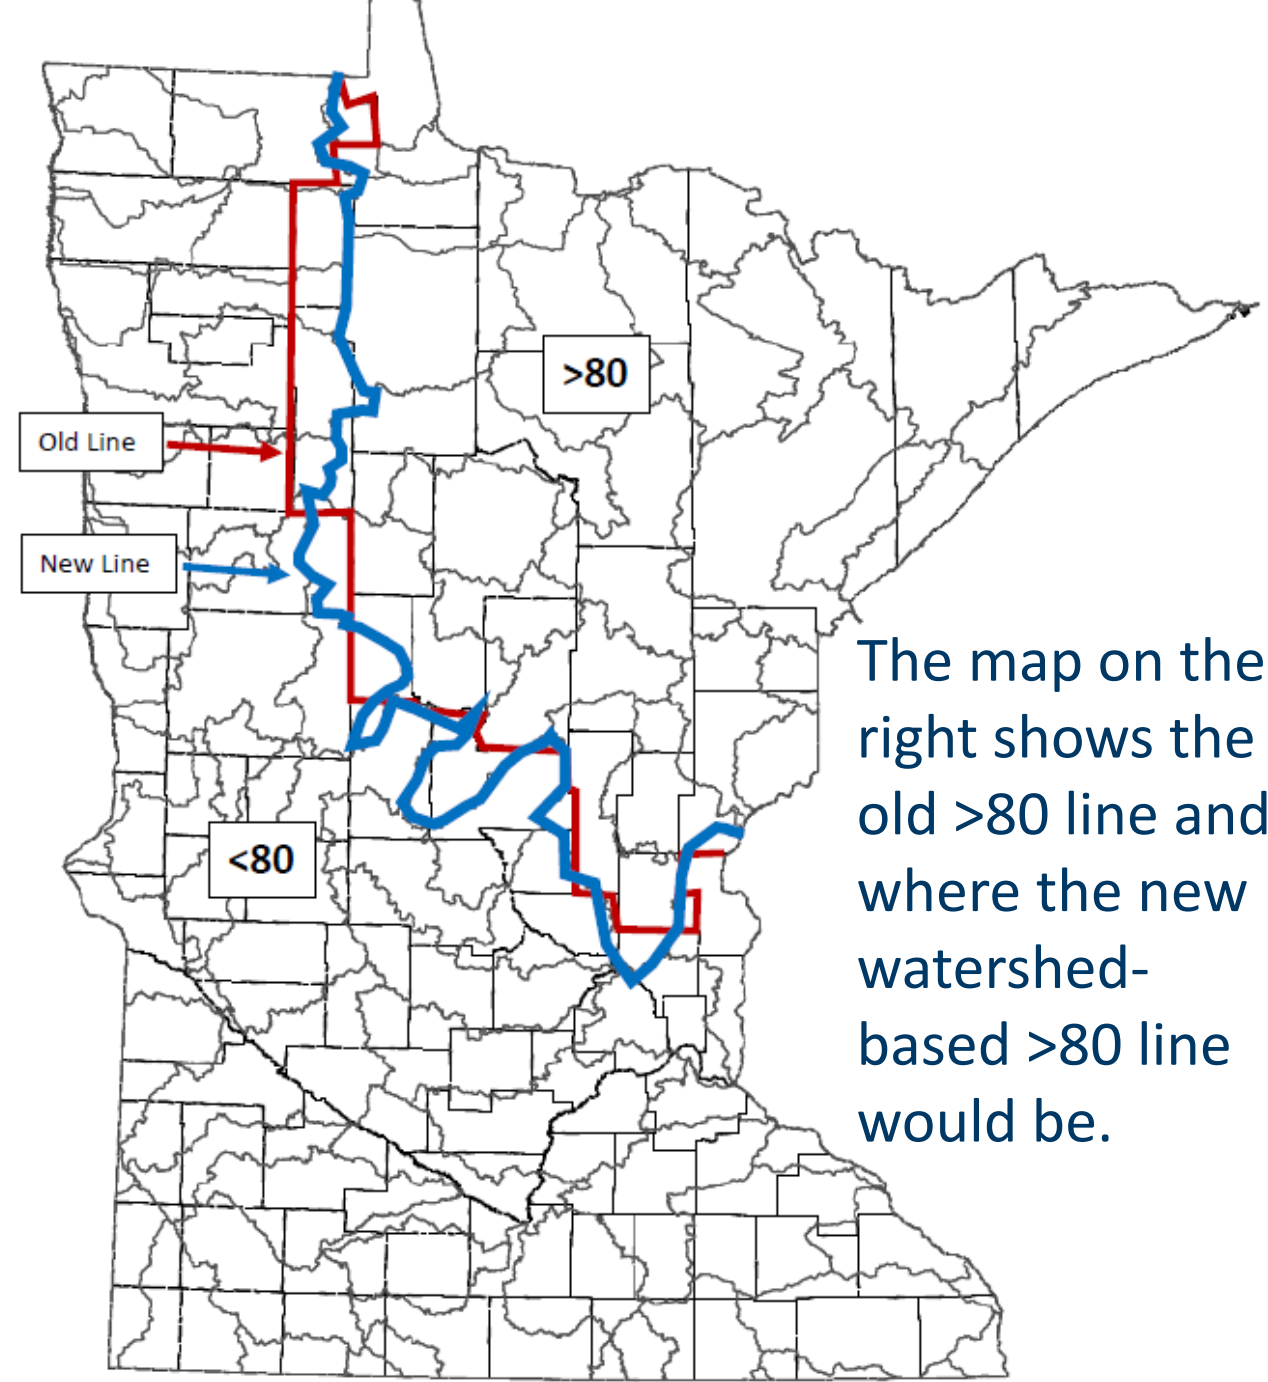 >80
Old Line
New Line
<80
The map on the
right shows the
old >80 line and
where the new
watershed-
based >80 line
would be.